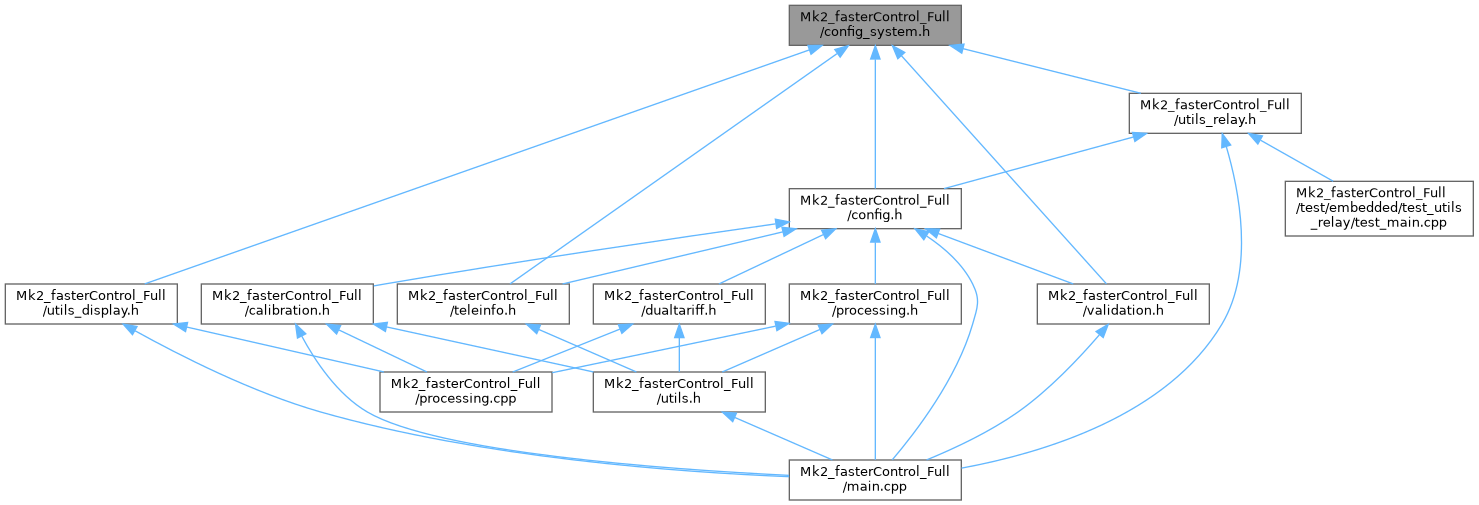 Mk2_fasterControl_Full
/config_system.h
Mk2_fasterControl_Full
/utils_relay.h
Mk2_fasterControl_Full
/test/embedded/test_utils
_relay/test_main.cpp
Mk2_fasterControl_Full
/config.h
Mk2_fasterControl_Full
/utils_display.h
Mk2_fasterControl_Full
/calibration.h
Mk2_fasterControl_Full
/teleinfo.h
Mk2_fasterControl_Full
/dualtariff.h
Mk2_fasterControl_Full
/processing.h
Mk2_fasterControl_Full
/validation.h
Mk2_fasterControl_Full
/processing.cpp
Mk2_fasterControl_Full
/utils.h
Mk2_fasterControl_Full
/main.cpp